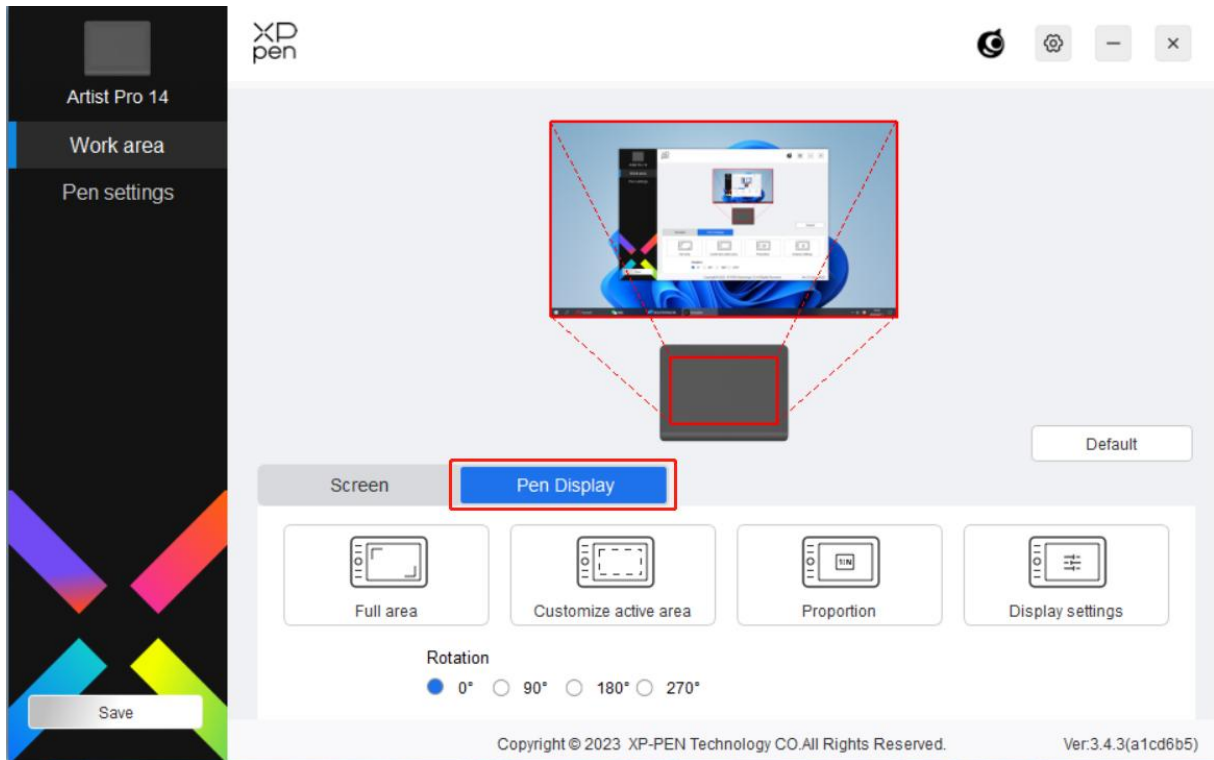 XP
pen
Artist Pro 14
Work area
Pen settings
Default
Screen
Pen Display
Full area
Customize active area
1:N
Proportion
Display settings
Rotation
0°
90°
180°
270°
Save
Copyright © 2023 XP-PEN Technology CO.All Rights Reserved.
Ver:3.4.3(a1cd6b5)